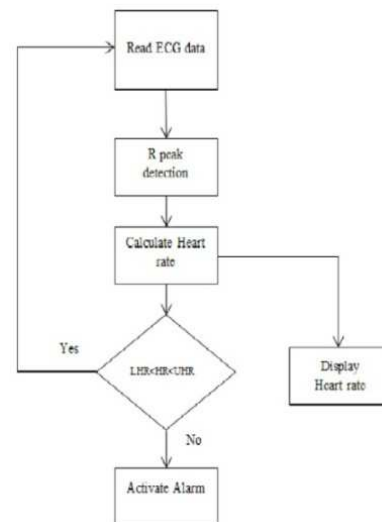 Read ECG data
R peak
detection
Calculate Heart
rate
Yes
LHR<HR<UHR
Display
Heart rate
No
Activate Alarm